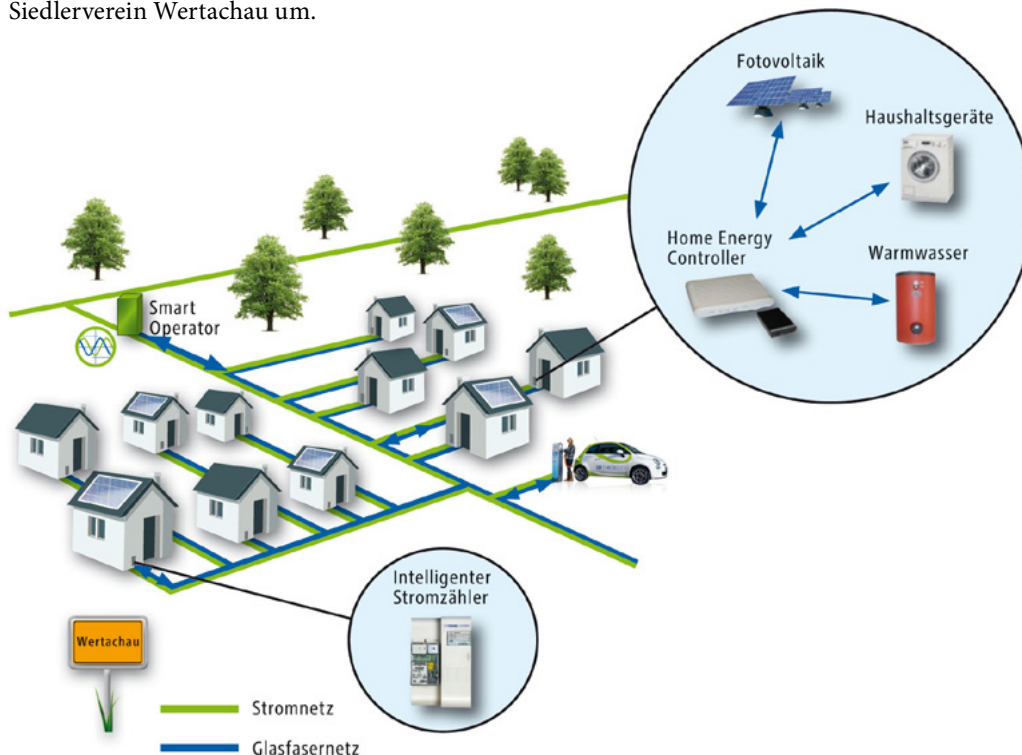 Siedlerverein Wertachau um.
Fotovoltaik
Haushaltsgeräte
Home Energy
Controller
Warmwasser
Smart
Operator
Intelligenter
Stromzähler
Wertachau
Stromnetz
Glasfasernetz